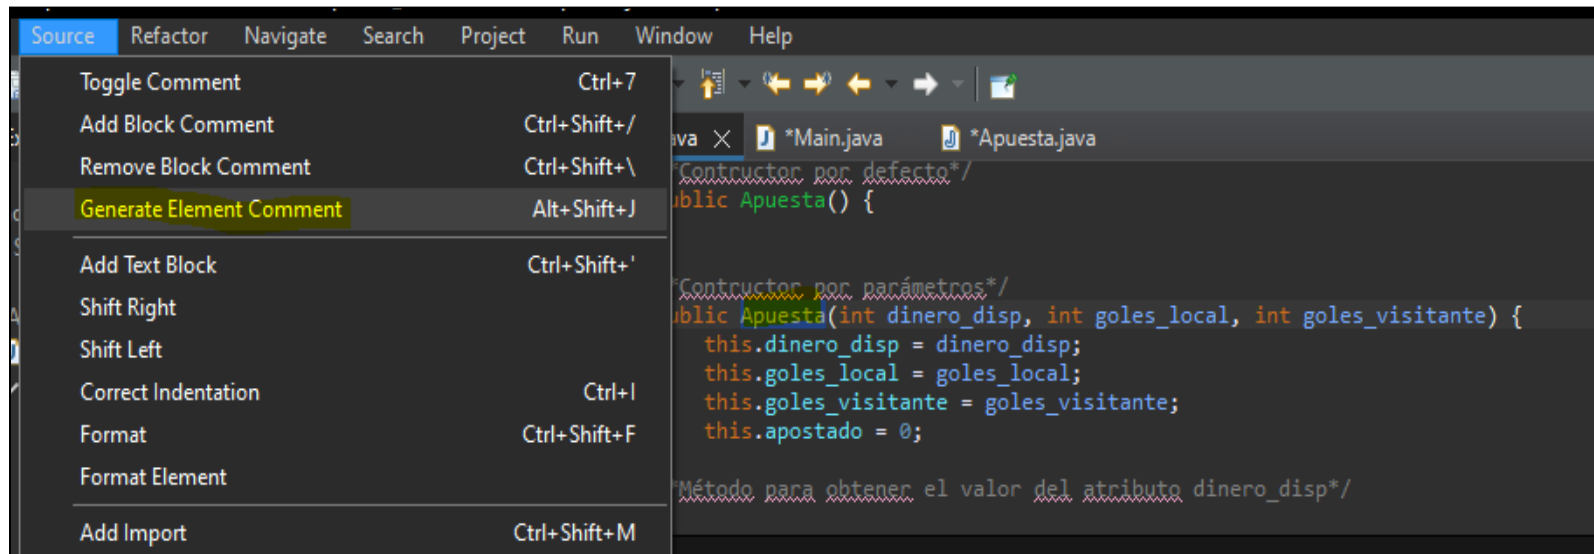 Source Refactor Navigate Search Project Run Window Help
Toggle Comment Ctrl+7
Add Block Comment Ctrl+Shift+/
Remove Block Comment Ctrl+Shift+\
Generate Element Comment Alt+Shift+J
Add Text Block Ctrl+Shift+'
Shift Right
Shift Left
Correct Indentation Ctrl+I
Format Ctrl+Shift+F
Format Element
Add Import Ctrl+Shift+M
ava *Main.java *Apuesta.java
*Contructor por defecto*/
ublic Apuesta() {
*Contructor por parámetros*/
ublic Apuesta(int dinero_disp, int goles_local, int goles_visitante) {
this.dinero_disp = dinero_disp;
this.goles_local = goles_local;
this.goles_visitante = goles_visitante;
this.apostado = 0;
*Método para obtener el valor del atributo dinero_disp*/